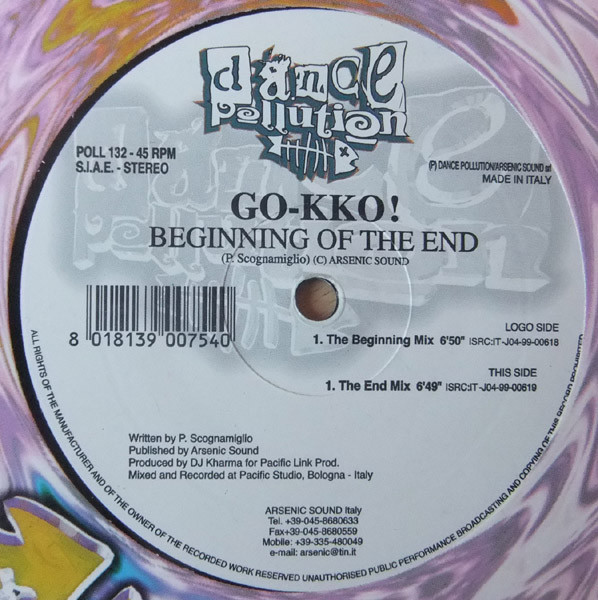 dance
pollution
POLL 132 - 45 RPM
S.I.A.E. - STEREO
(P) DANCE POLLUTION/ARSENIC SOUND srl
MADE IN ITALY
GO-KKO!
BEGINNING OF THE END
(P. Scognamiglio) (C) ARSENIC SOUND
8 018139 007540
LOGO SIDE
1. The Beginning Mix 6'50" ISRC:IT-J04-99-00618
THIS SIDE
1. The End Mix 6'49" ISRC:IT-J04-99-00619
Written by P. Scognamiglio
Published by Arsenic Sound
Produced by DJ Kharma for Pacific Link Prod.
Mixed and Recorded at Pacific Studio, Bologna - Italy
ARSENIC SOUND Italy
Tel. +39-045-8680633
Fax+39-045-8680559
Mobile: +39-335-480049
e-mail: arsenic@tin.it
ALL RIGHTS OF THE MANUFACTURER AND OF THE OWNER OF THE RECORDED WORK RESERVED UNAUTHORISED PUBLIC PERFORMANCE BROADCASTING AND COPYING OF THIS RECORD PROHIBITED